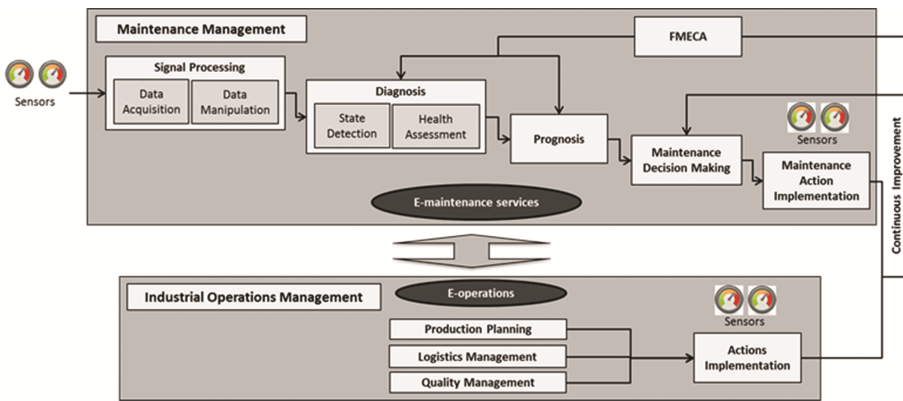 Maintenance Management
FMECA
Signal Processing
Data
Acquisition
Data
Manipulation
Sensors
Diagnosis
State
Detection
Health
Assessment
Prognosis
Sensors
Maintenance
Decision Making
Maintenance
Action
Implementation
E-maintenance services
Continuous Improvement
Industrial Operations Management
E-operations
Sensors
Production Planning
Logistics Management
Quality Management
Actions
Implementation